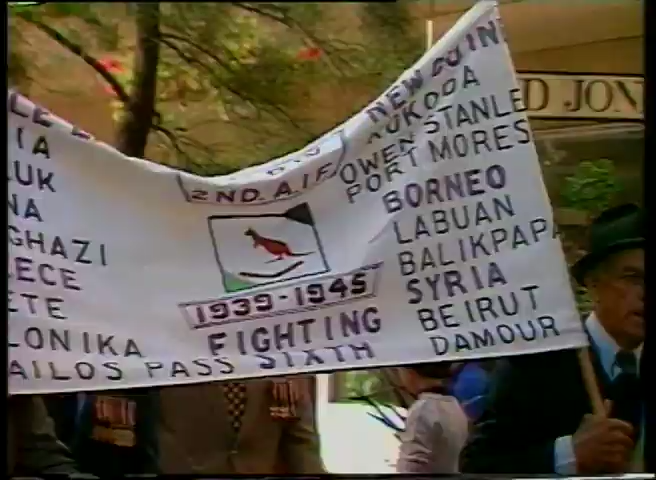 IA
UK
NA
GHAZI
ECE
ETE
LONIKA
AILOS PASS
DIV
2ND. A.I.F.
1939-1945
FIGHTING
SIXTH
NEW GUIN
KOKODA
OWEN STANLE
PORT MORES
BORNEO
LABUAN
BALIKPAPA
SYRIA
BEIRUT
DAMOUR
D JON